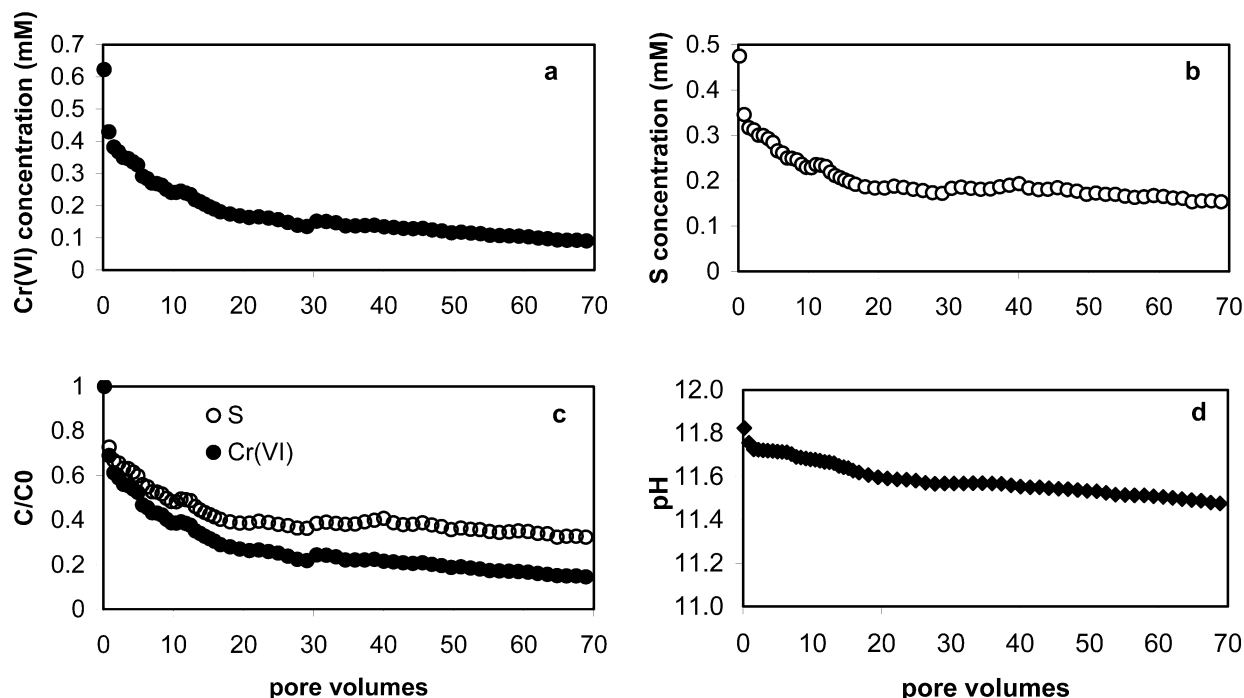 Cr(VI) concentration (mM)
0.7
0.6
0.5
0.4
0.3
0.2
0.1
0
a
0 10 20 30 40 50 60 70
S concentration (mM)
0.5
0.4
0.3
0.2
0.1
0
b
0 10 20 30 40 50 60 70
C/C0
1
0.8
0.6
0.4
0.2
0
c
S
Cr(VI)
0 10 20 30 40 50 60 70
pore volumes
pH
12.0
11.8
11.6
11.4
11.2
11.0
d
0 10 20 30 40 50 60 70
pore volumes